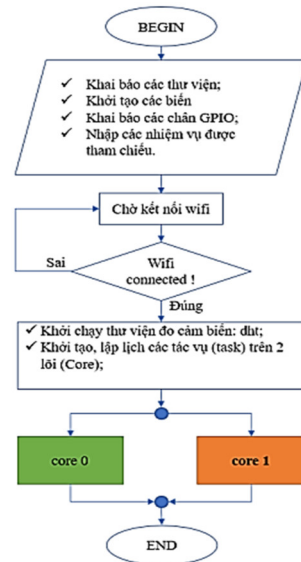 BEGIN
✓ Khai báo các thư viện;
✓ Khởi tạo các biến
✓ Khai báo các chân GPIO;
✓ Nhập các nhiệm vụ được
tham chiếu.
Chờ kết nối wifi
Sai
Wifi
connected !
Đúng
✓ Khởi chạy thư viện đo cảm biến: dht;
✓ Khởi tạo, lập lịch các tác vụ (task) trên 2
lõi (Core);
core 0
core 1
END